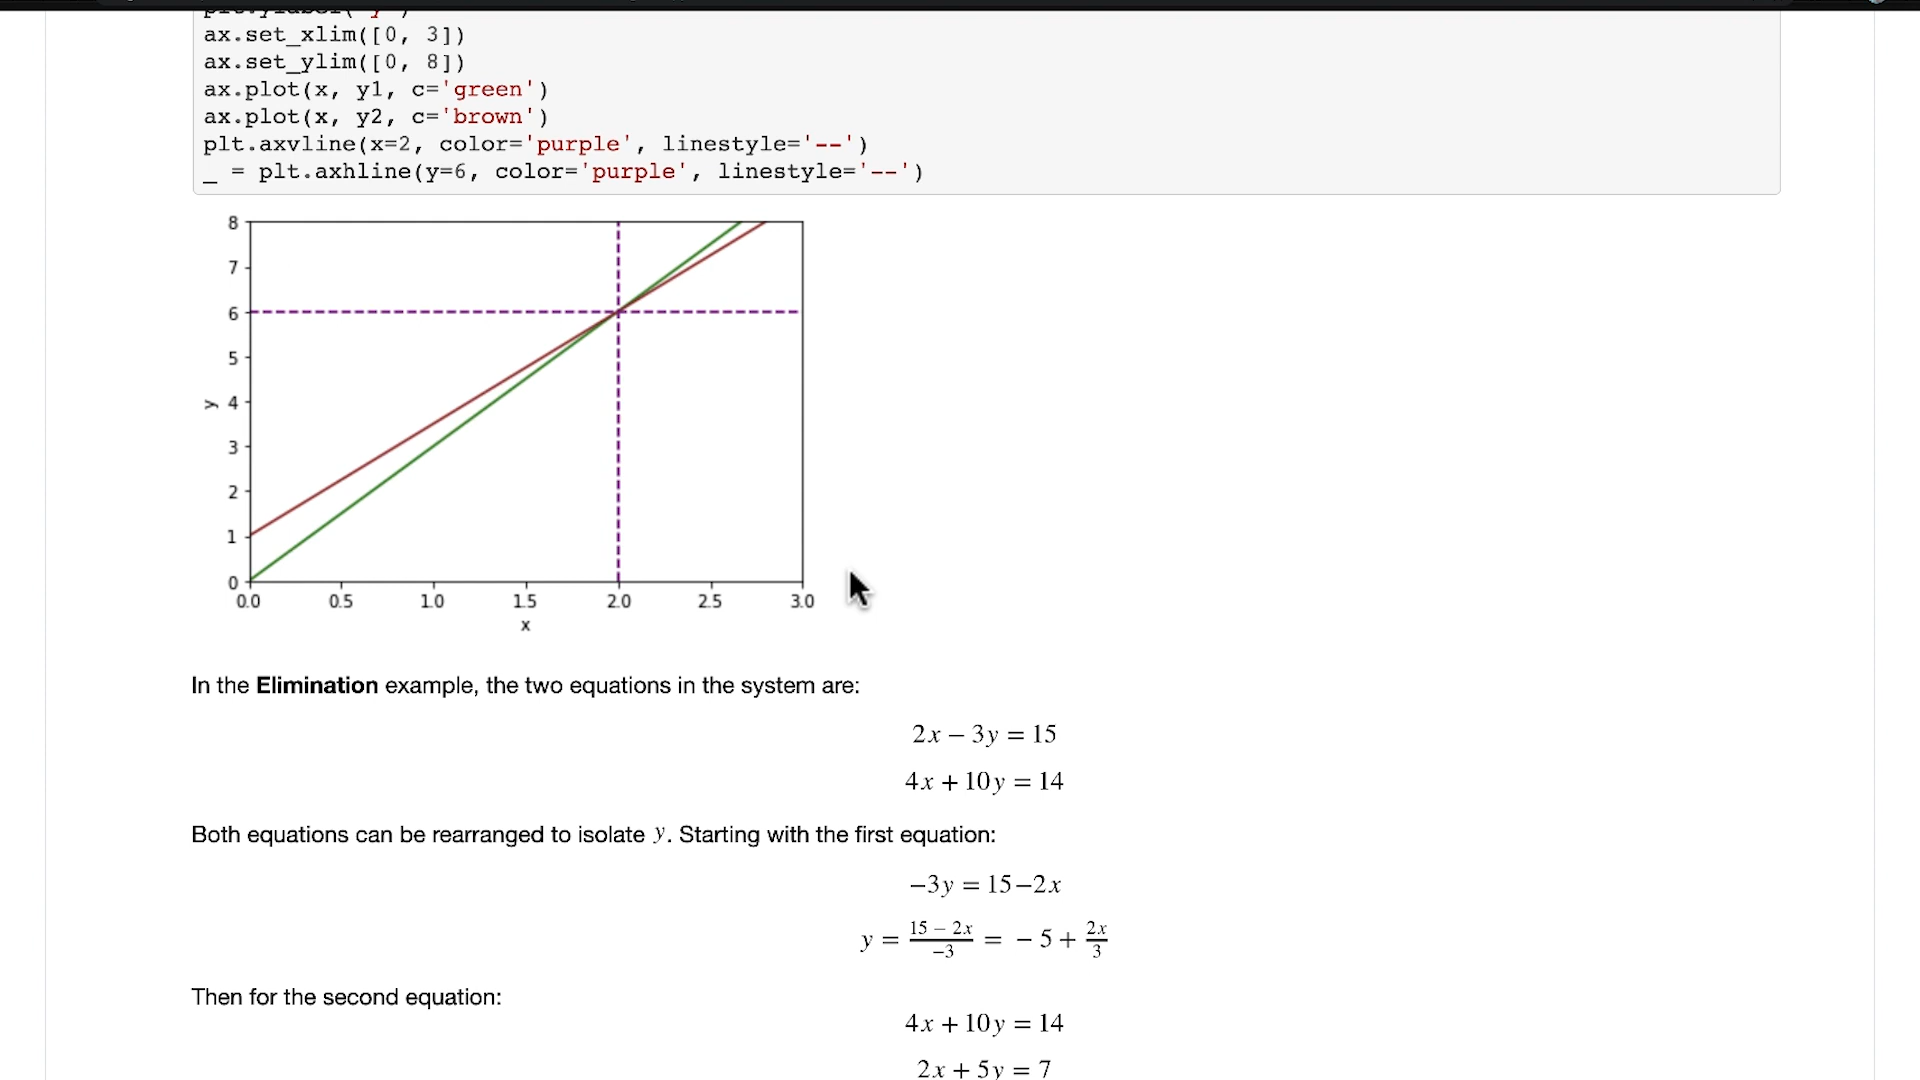 plt.ylabel('y')
ax.set_xlim([0, 3])
ax.set_ylim([0, 8])
ax.plot(x, y1, c='green')
ax.plot(x, y2, c='brown')
plt.axvline(x=2, color='purple', linestyle='--')
_ = plt.axhline(y=6, color='purple', linestyle='--')
8
7
6
5
y 4
3
2
1
0
0.0 0.5 1.0 1.5 2.0 2.5 3.0
x
In the Elimination example, the two equations in the system are:
2x − 3y = 15
4x + 10y = 14
Both equations can be rearranged to isolate y. Starting with the first equation:
−3y = 15−2x
y = (15 − 2x)/−3 = − 5 + 2x/3
Then for the second equation:
4x + 10y = 14
2x + 5y = 7